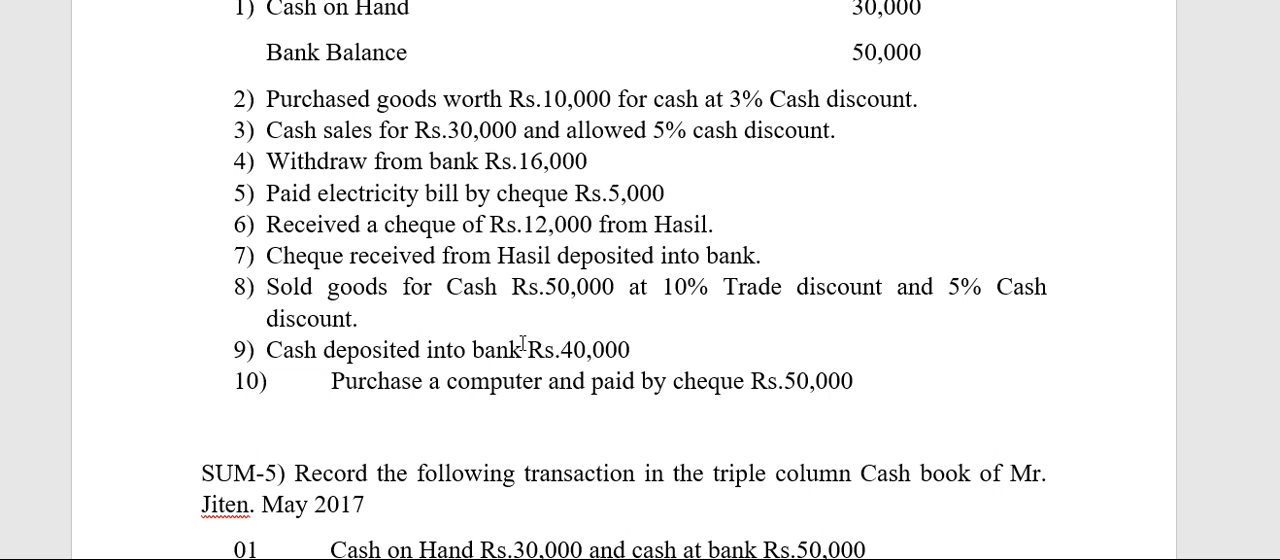 1) Cash on Hand 30,000
Bank Balance 50,000
2) Purchased goods worth Rs.10,000 for cash at 3% Cash discount.
3) Cash sales for Rs.30,000 and allowed 5% cash discount.
4) Withdraw from bank Rs.16,000
5) Paid electricity bill by cheque Rs.5,000
6) Received a cheque of Rs.12,000 from Hasil.
7) Cheque received from Hasil deposited into bank.
8) Sold goods for Cash Rs.50,000 at 10% Trade discount and 5% Cash
discount.
9) Cash deposited into bank Rs.40,000
10) Purchase a computer and paid by cheque Rs.50,000
SUM-5) Record the following transaction in the triple column Cash book of Mr.
Jiten. May 2017
01 Cash on Hand Rs.30,000 and cash at bank Rs.50,000